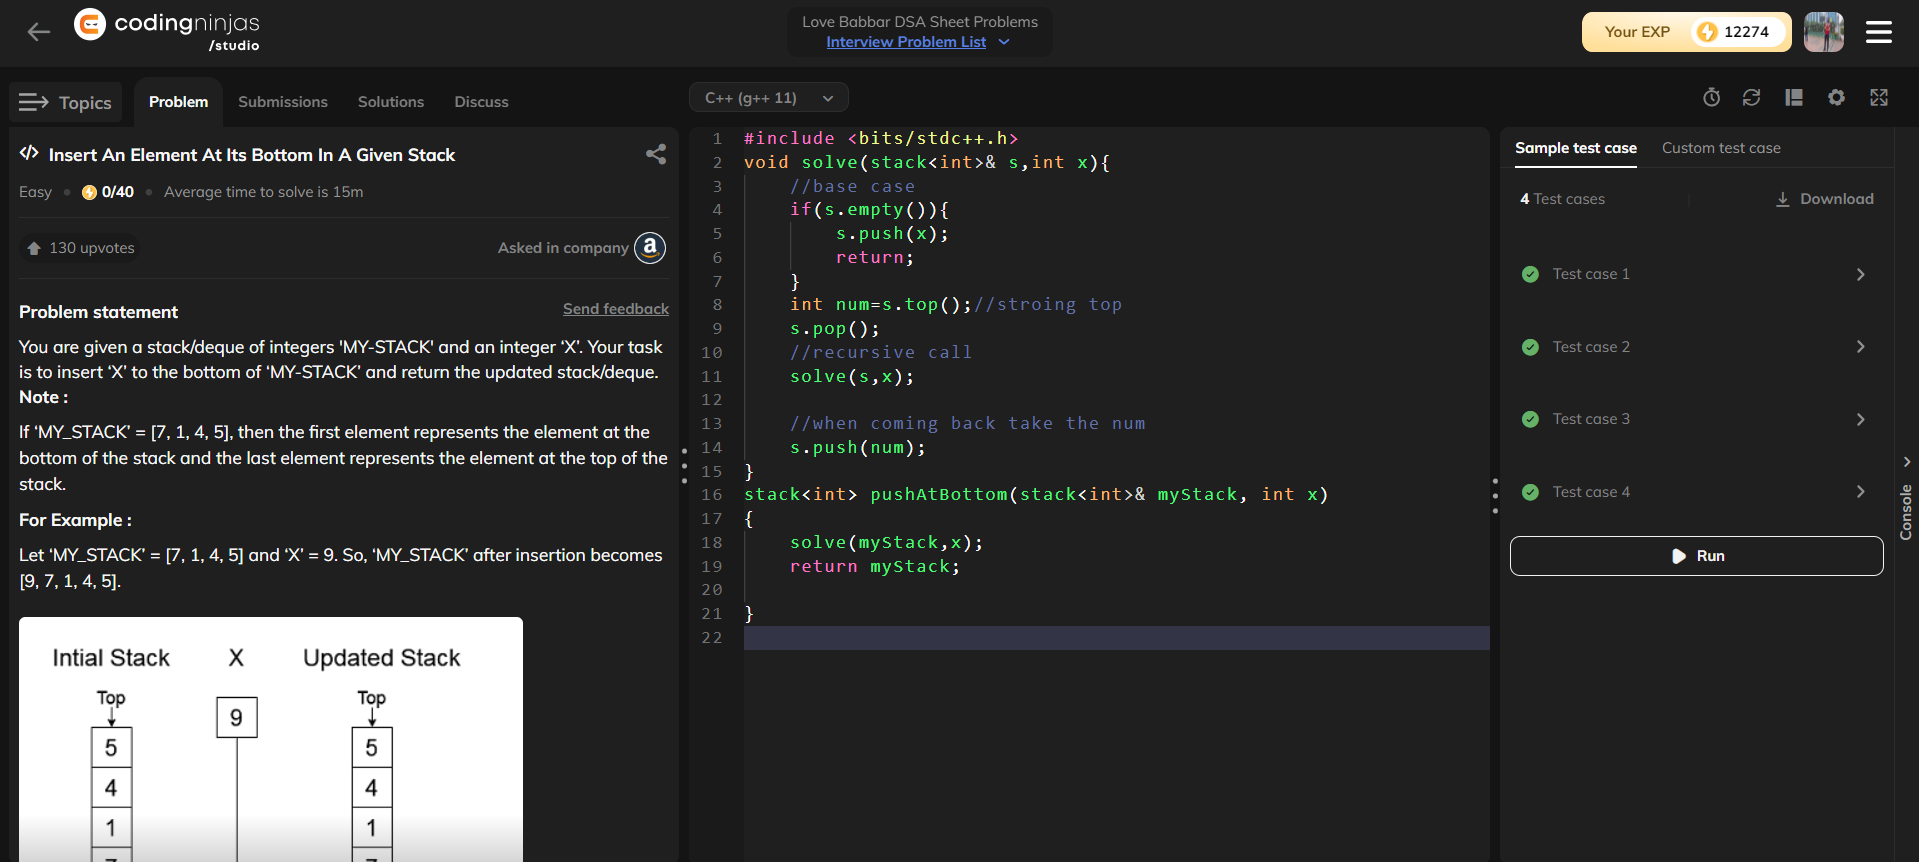 codingninjas
/studio
Love Babbar DSA Sheet Problems
Interview Problem List
Your EXP 12274
Topics Problem Submissions Solutions Discuss
C++ (g++ 11)
Insert An Element At Its Bottom In A Given Stack
Easy • 0/40 • Average time to solve is 15m
130 upvotes
Asked in company a
Problem statement
Send feedback
You are given a stack/deque of integers 'MY-STACK' and an integer ‘X’. Your task
is to insert ‘X’ to the bottom of ‘MY-STACK’ and return the updated stack/deque.
Note :
If ‘MY_STACK’ = [7, 1, 4, 5], then the first element represents the element at the
bottom of the stack and the last element represents the element at the top of the
stack.
For Example :
Let ‘MY_STACK’ = [7, 1, 4, 5] and ‘X’ = 9. So, ‘MY_STACK’ after insertion becomes
[9, 7, 1, 4, 5].
Intial Stack X Updated Stack
Top Top
9
5 5
4 4
1 1
1 #include <bits/stdc++.h>
2 void solve(stack<int>& s,int x){
3 //base case
4 if(s.empty()){
5 s.push(x);
6 return;
7 }
8 int num=s.top();//stroing top
9 s.pop();
10 //recursive call
11 solve(s,x);
12
13 //when coming back take the num
14 s.push(num);
15 }
16 stack<int> pushAtBottom(stack<int>& myStack, int x)
17 {
18 solve(myStack,x);
19 return myStack;
20
21 }
22
Sample test case Custom test case
4 Test cases Download
Test case 1
Test case 2
Test case 3
Test case 4
Run
Console